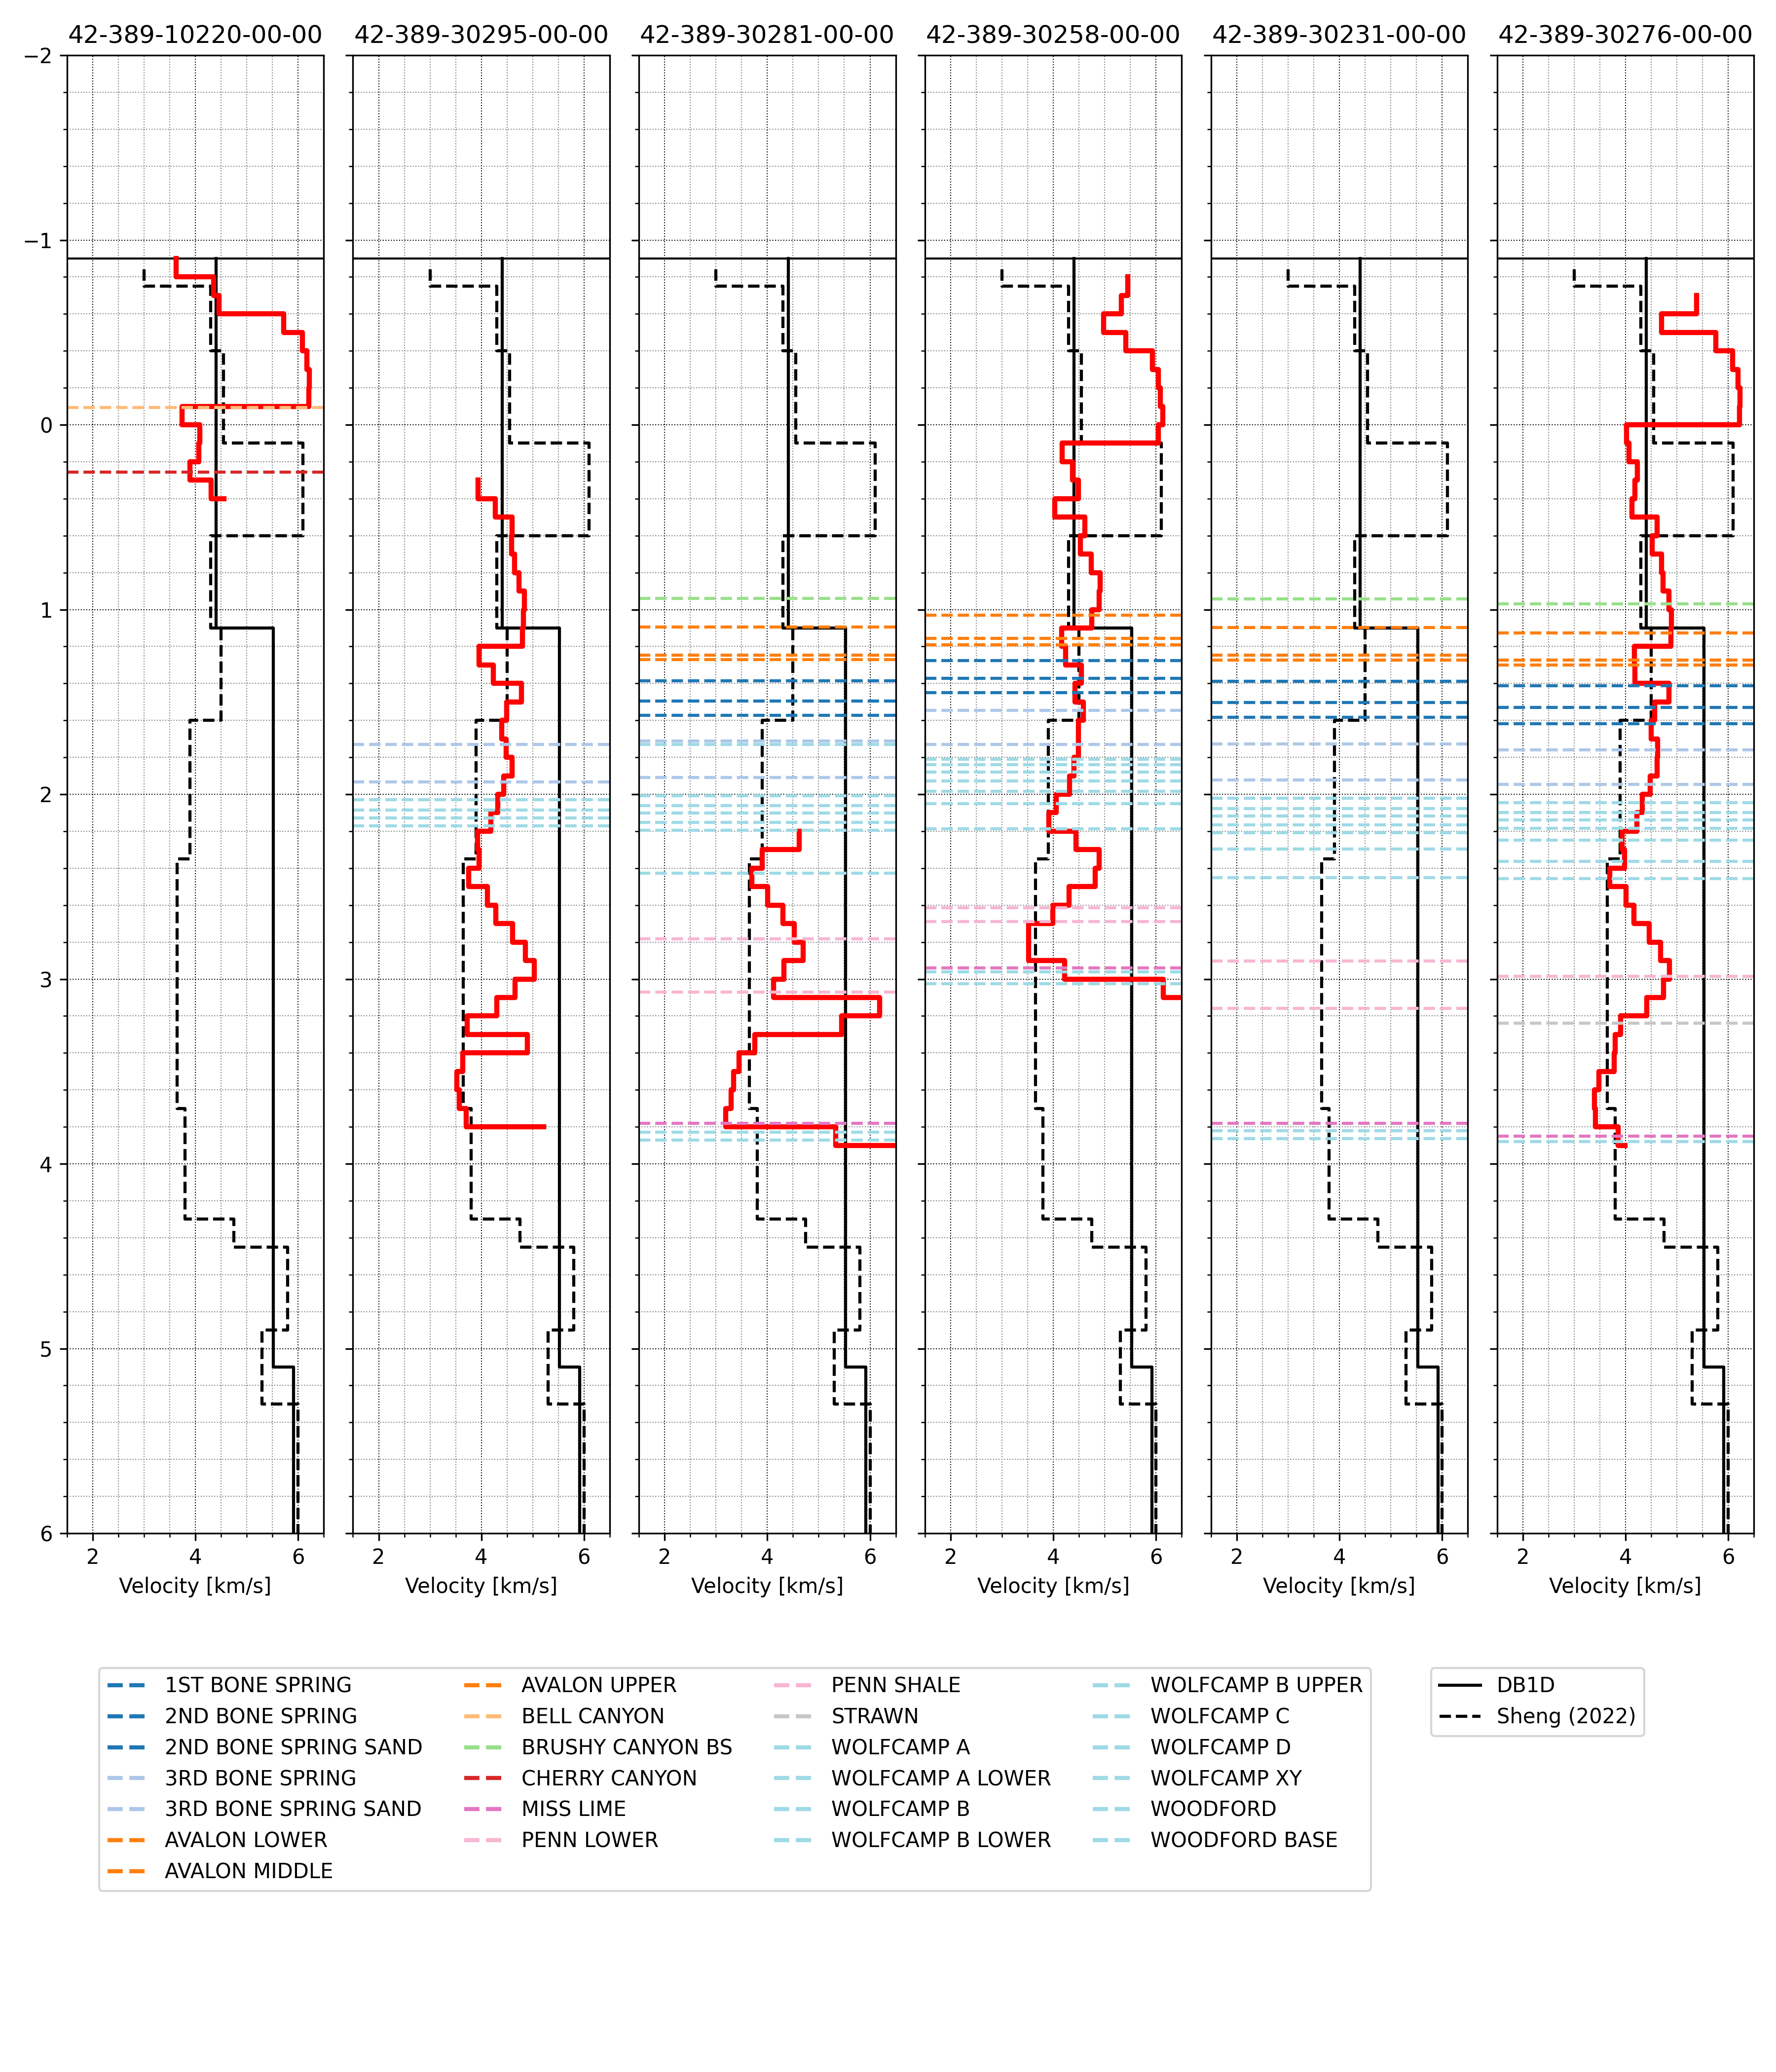 42-389-10220-00-00 42-389-30295-00-00 42-389-30281-00-00 42-389-30258-00-00 42-389-30231-00-00 42-389-30276-00-00
−2
−1
0
1
2
3
4
5
6
2 4 6 2 4 6 2 4 6 2 4 6 2 4 6 2 4 6
Velocity [km/s] Velocity [km/s] Velocity [km/s] Velocity [km/s] Velocity [km/s] Velocity [km/s]
1ST BONE SPRING
2ND BONE SPRING
2ND BONE SPRING SAND
3RD BONE SPRING
3RD BONE SPRING SAND
AVALON LOWER
AVALON MIDDLE
AVALON UPPER
BELL CANYON
BRUSHY CANYON BS
CHERRY CANYON
MISS LIME
PENN LOWER
PENN SHALE
STRAWN
WOLFCAMP A
WOLFCAMP A LOWER
WOLFCAMP B
WOLFCAMP B LOWER
WOLFCAMP B UPPER
WOLFCAMP C
WOLFCAMP D
WOLFCAMP XY
WOODFORD
WOODFORD BASE
DB1D
Sheng (2022)